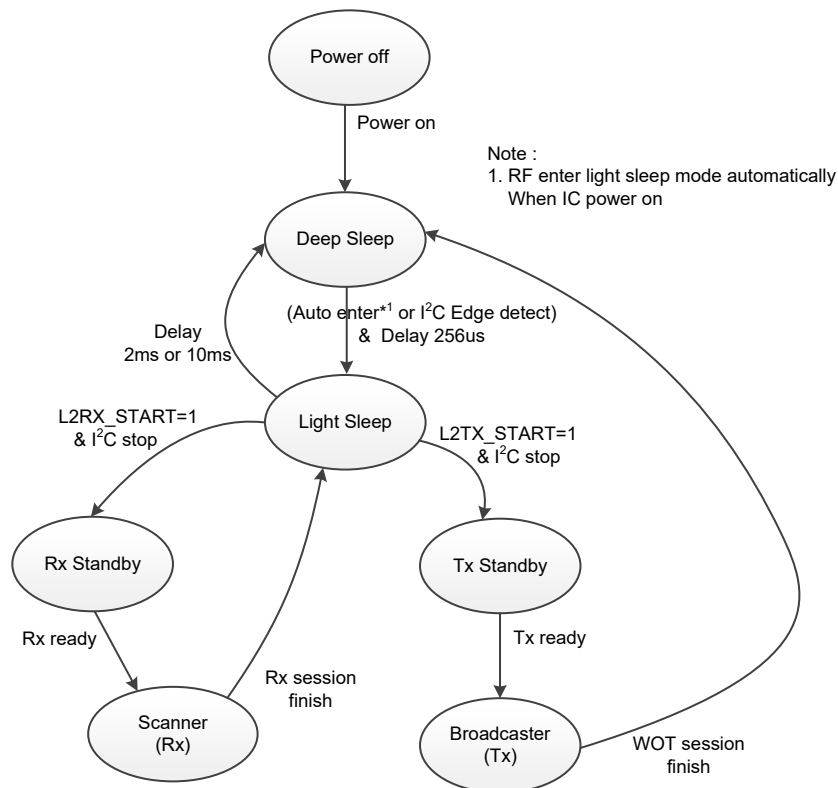 Power off
Power on
Note :
1. RF enter light sleep mode automatically
When IC power on
Deep Sleep
(Auto enter*¹ or I²C Edge detect)
& Delay 256us
Delay
2ms or 10ms
Light Sleep
L2RX_START=1
& I²C stop
L2TX_START=1
& I²C stop
Rx Standby
Tx Standby
Rx ready
Tx ready
Rx session
finish
Scanner
(Rx)
Broadcaster
(Tx)
WOT session
finish